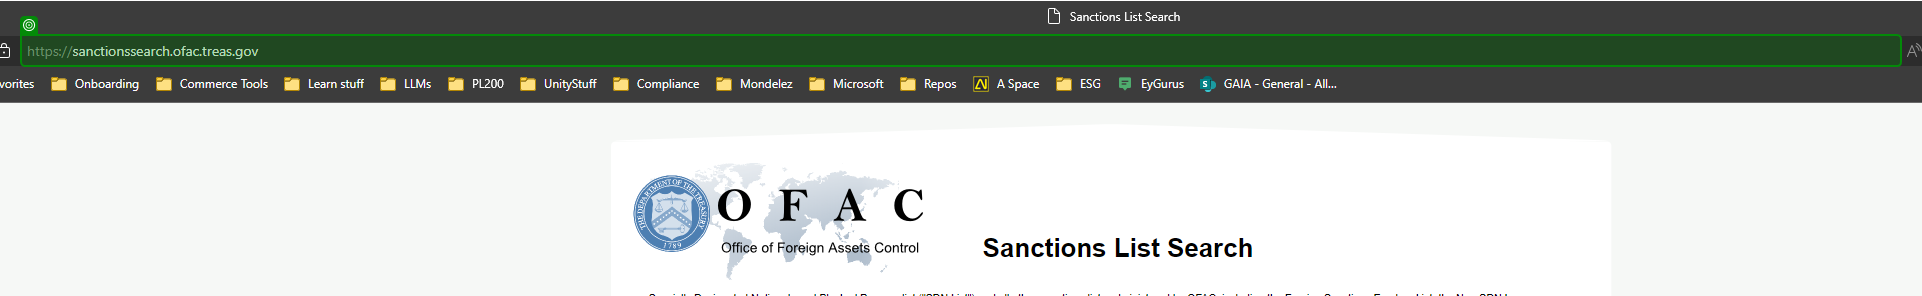 Sanctions List Search
https://sanctionssearch.ofac.treas.gov
vorites Onboarding Commerce Tools Learn stuff LLMs PL200 UnityStuff Compliance Mondelez Microsoft Repos A Space ESG EyGurus GAIA - General - All...
THE DEPARTMENT OF THE TREASURY
1789
OFAC
Office of Foreign Assets Control
Sanctions List Search